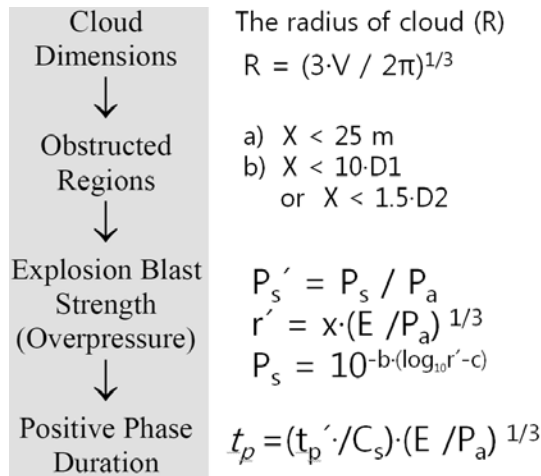 Cloud
Dimensions
The radius of cloud (R)
R = (3·V / 2π)^1/3
↓
Obstructed
Regions
a) X < 25 m
b) X < 10·D1
or X < 1.5·D2
↓
Explosion Blast
Strength
(Overpressure)
Pₛ′ = Pₛ / Pₐ
r′ = x·(E /Pₐ) ^1/3
Pₛ = 10^-b·(log₁₀r′-c)
↓
Positive Phase
Duration
tₚ =(tₚ′·/Cₛ)·(E /Pₐ) ^1/3